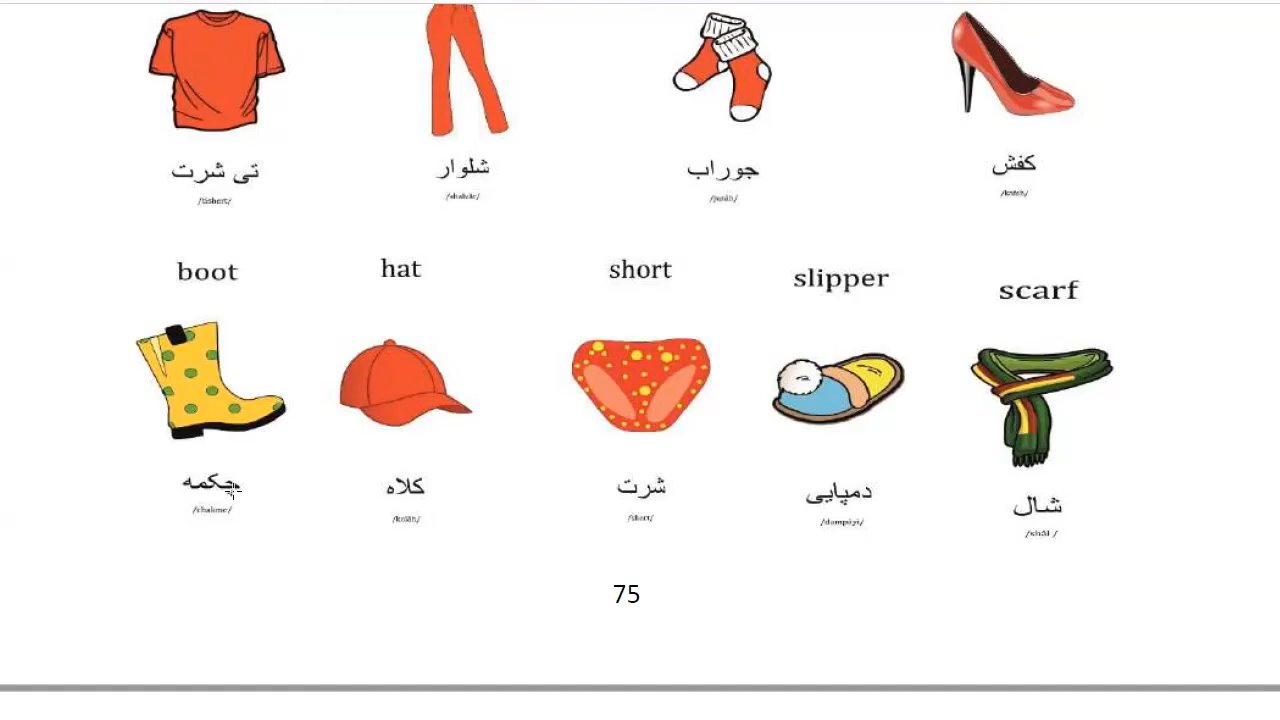 تی شرت شلوار جوراب کفش
/tishert/ /shalvār/ /jurāb/ /kafsh/
boot hat short slipper scarf
چکمه کلاه شرت دمپایی شال
/chakme/ /kolāh/ /short/ /dampāyi/ /shāl /
75